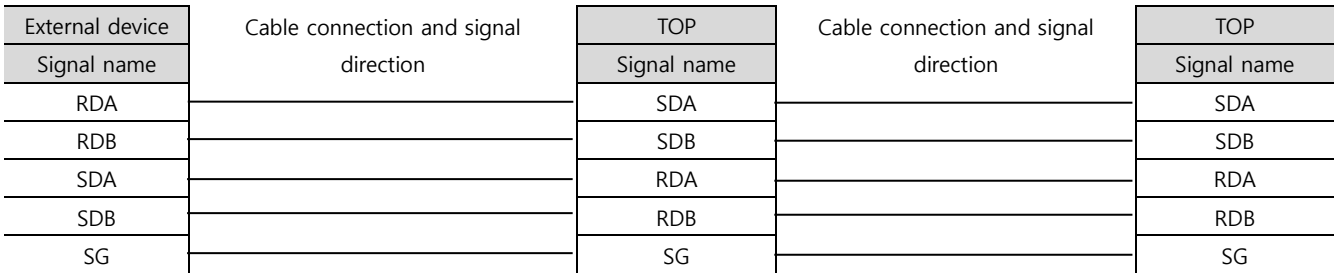 External device Cable connection and signal direction TOP Cable connection and signal direction TOP
Signal name Signal name Signal name
RDA SDA SDA
RDB SDB SDB
SDA RDA RDA
SDB RDB RDB
SG SG SG